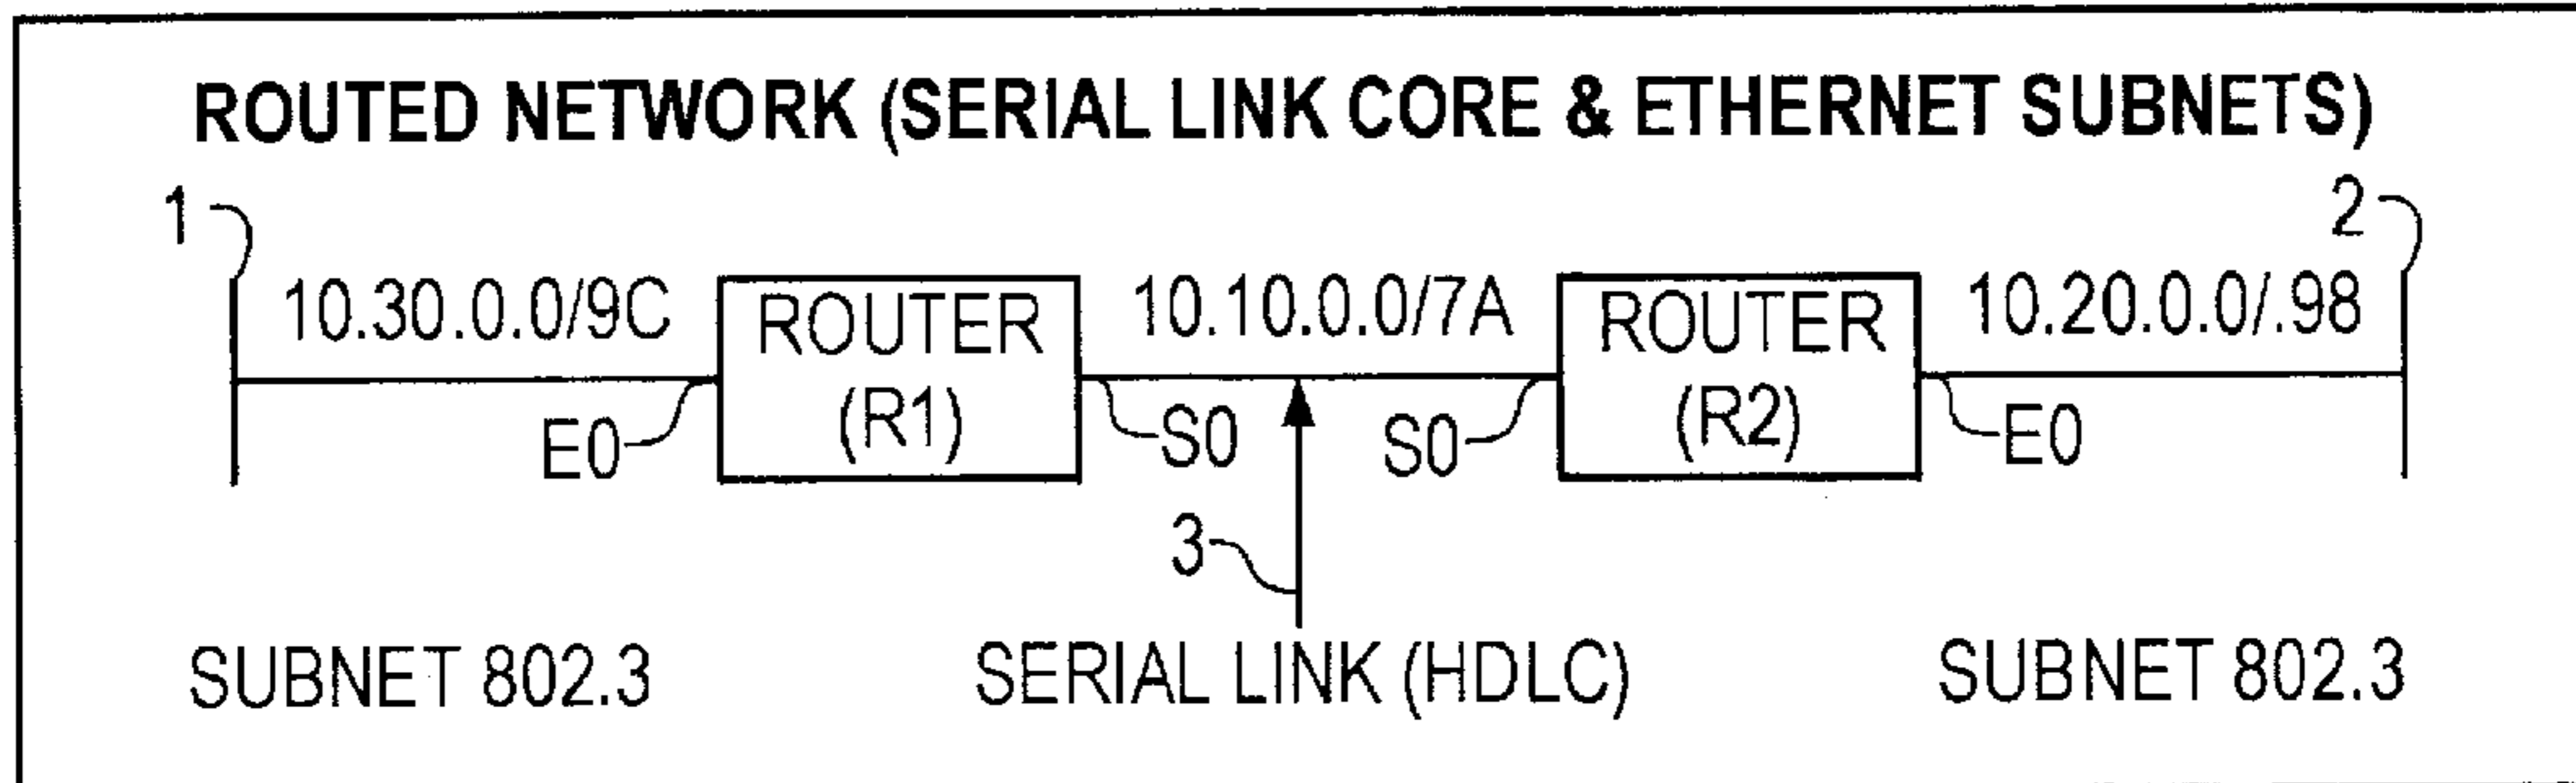 ROUTED NETWORK (SERIAL LINK CORE & ETHERNET SUBNETS)
1
2
10.30.0.0/9C
ROUTER
(R1)
10.10.0.0/7A
ROUTER
(R2)
10.20.0.0/.98
E0
S0
S0
E0
3
SUBNET 802.3
SERIAL LINK (HDLC)
SUBNET 802.3